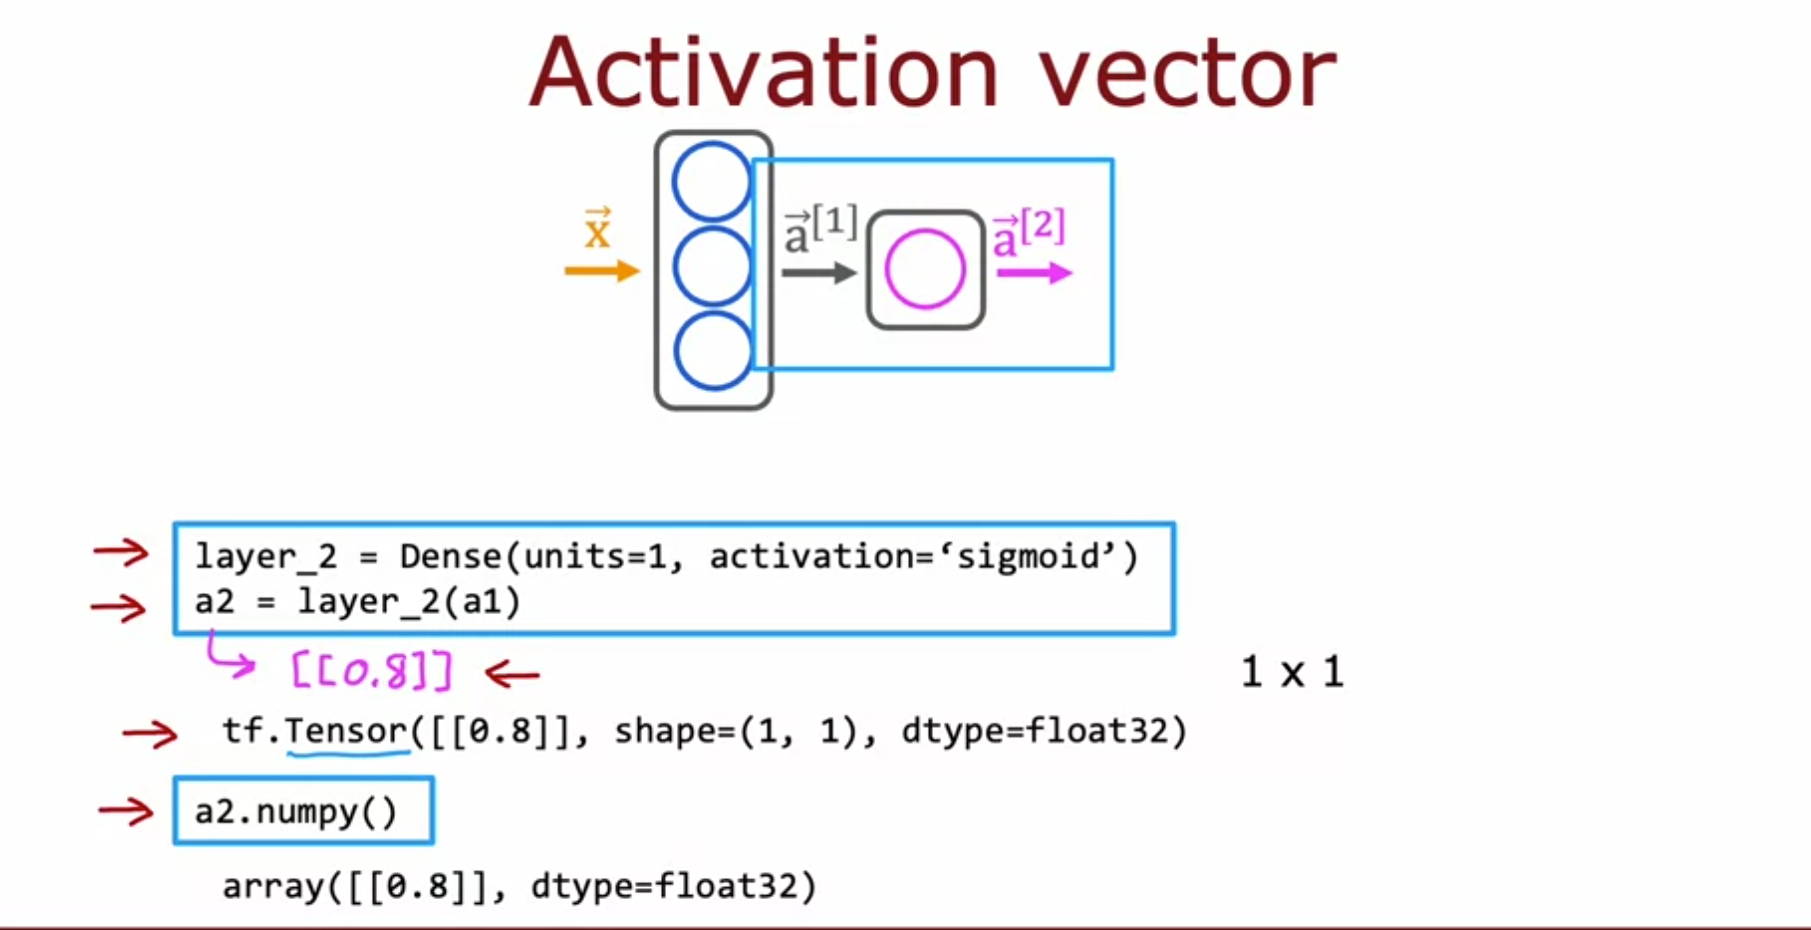 Activation vector
x⃗
a⃗[1]
a⃗[2]
layer_2 = Dense(units=1, activation=‘sigmoid’)
a2 = layer_2(a1)
[[0.8]]
1 x 1
tf.Tensor([[0.8]], shape=(1, 1), dtype=float32)
a2.numpy()
array([[0.8]], dtype=float32)